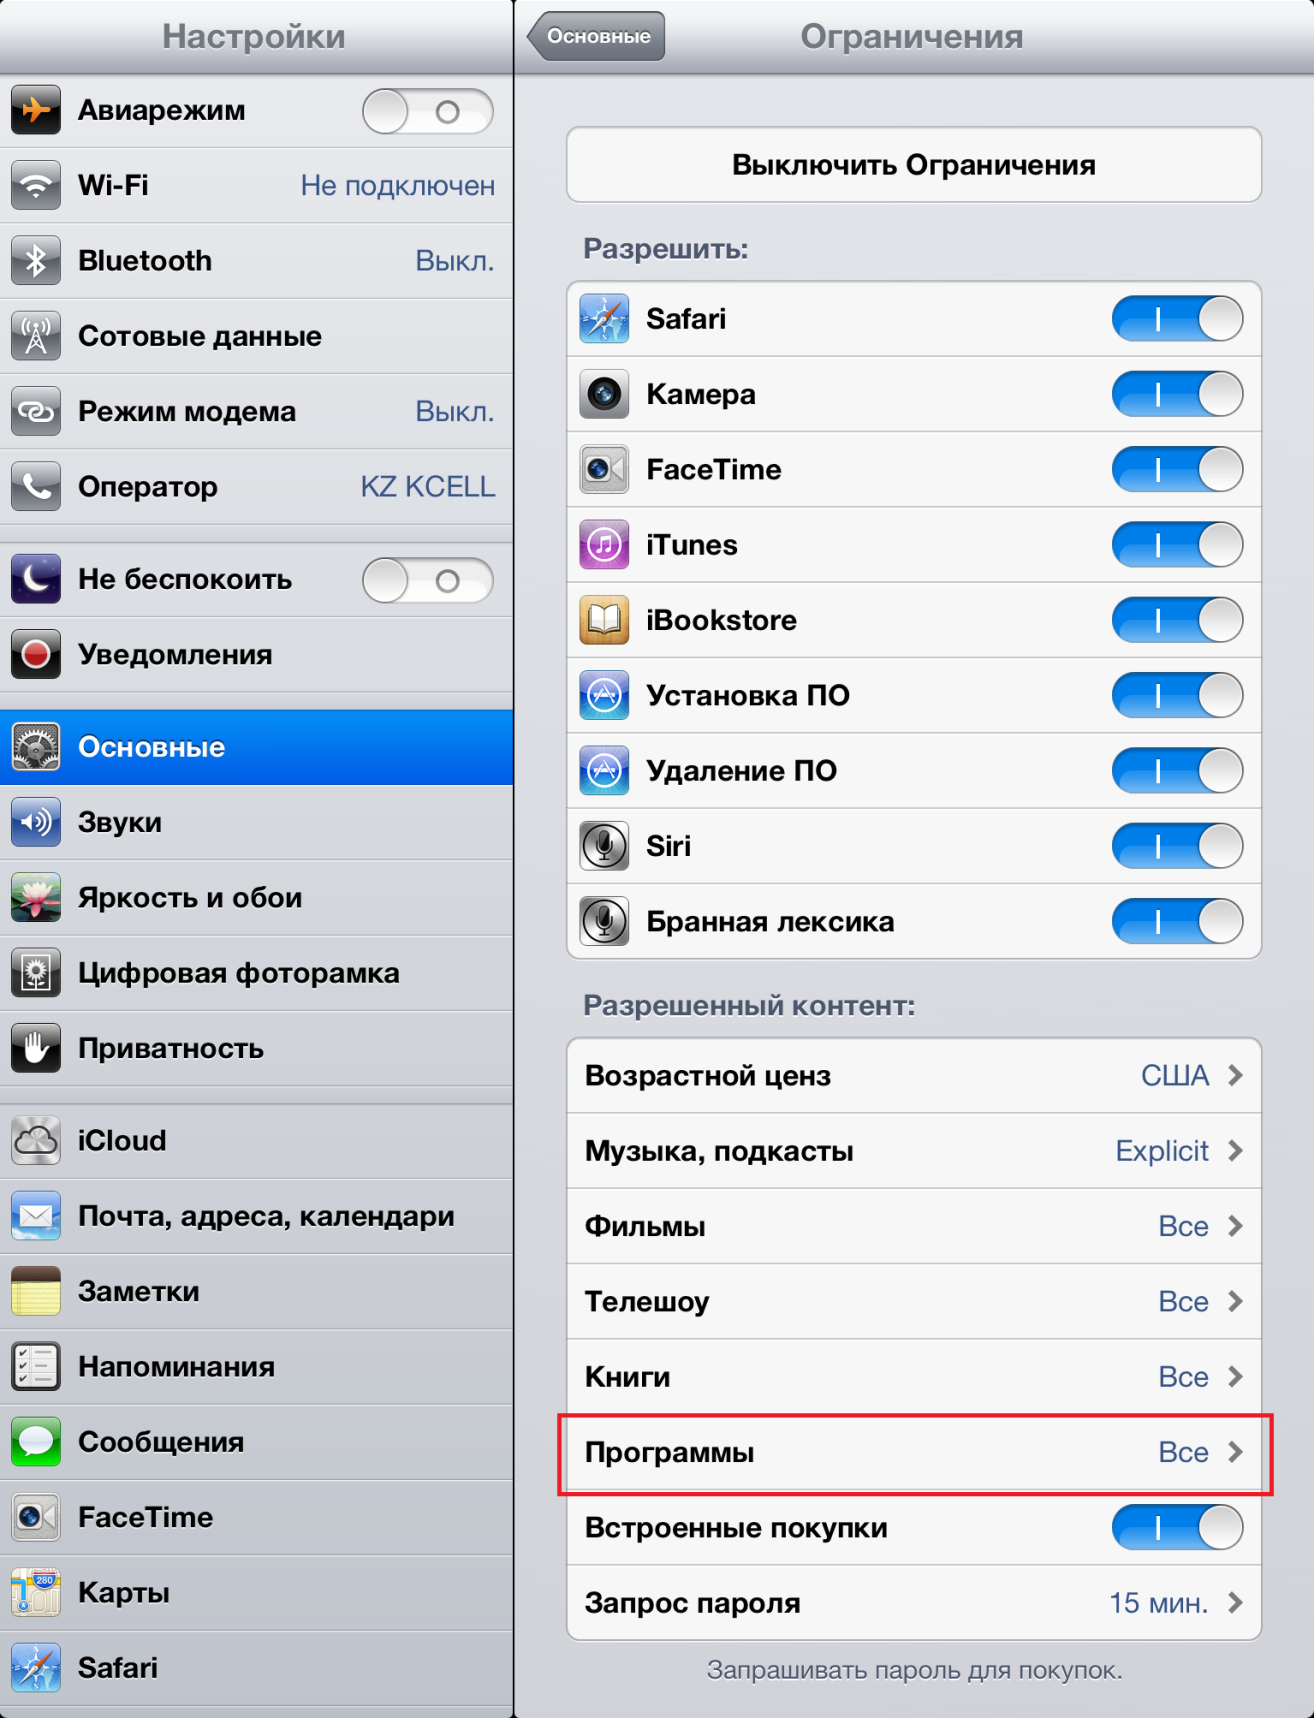 Настройки
Авиарежим
Wi-Fi Не подключен
Bluetooth Выкл.
Сотовые данные
Режим модема Выкл.
Оператор KZ KCELL
Не беспокоить
Уведомления
Основные
Звуки
Яркость и обои
Цифровая фоторамка
Приватность
iCloud
Почта, адреса, календари
Заметки
Напоминания
Сообщения
FaceTime
280
Карты
Safari
Основные
Ограничения
Выключить Ограничения
Разрешить:
Safari
Камера
FaceTime
iTunes
iBookstore
Установка ПО
Удаление ПО
Siri
Бранная лексика
Разрешенный контент:
Возрастной ценз США
Музыка, подкасты Explicit
Фильмы Все
Телешоу Все
Книги Все
Программы Все
Встроенные покупки
Запрос пароля 15 мин.
Запрашивать пароль для покупок.